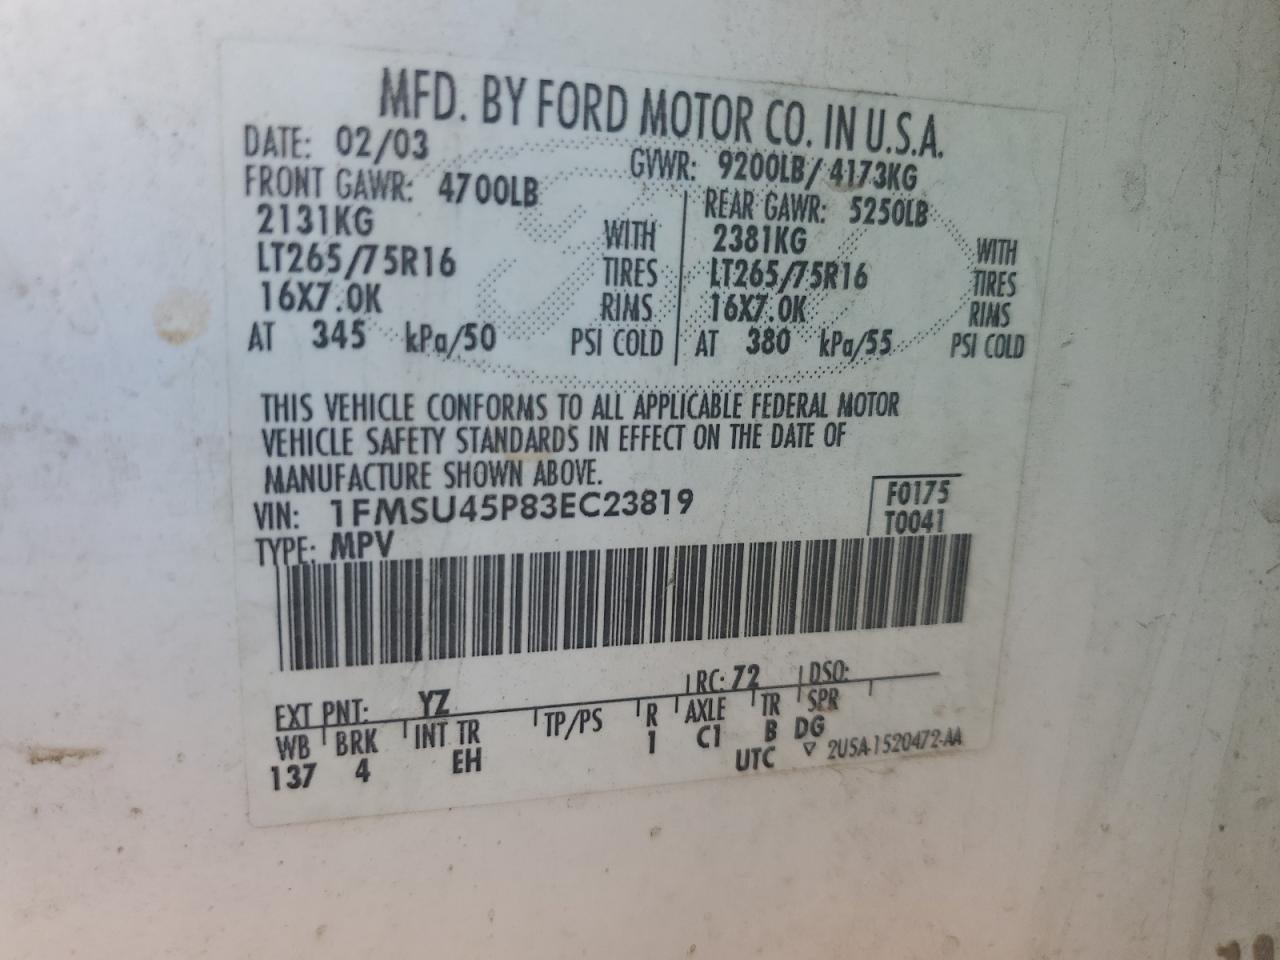 MFD. BY FORD MOTOR CO. IN U.S.A.
DATE: 02/03 GVWR: 9200LB/ 4173KG
FRONT GAWR: 4700LB REAR GAWR: 5250LB
2131KG WITH 2381KG WITH
LT265/75R16 TIRES LT265/75R16 TIRES
16X7.0K RIMS 16X7.0K RIMS
AT 345 kPa/50 PSI COLD AT 380 kPa/55 PSI COLD
THIS VEHICLE CONFORMS TO ALL APPLICABLE FEDERAL MOTOR
VEHICLE SAFETY STANDARDS IN EFFECT ON THE DATE OF
MANUFACTURE SHOWN ABOVE.
VIN: 1FMSU45P83EC23819 F0175
TYPE: MPV T0041
EXT PNT: YZ RC: 72 DSO:
WB BRK INT TR TP/PS R AXLE TR SPR
137 4 EH 1 C1 B DG
UTC ▽ 2U5A-1520472-AA